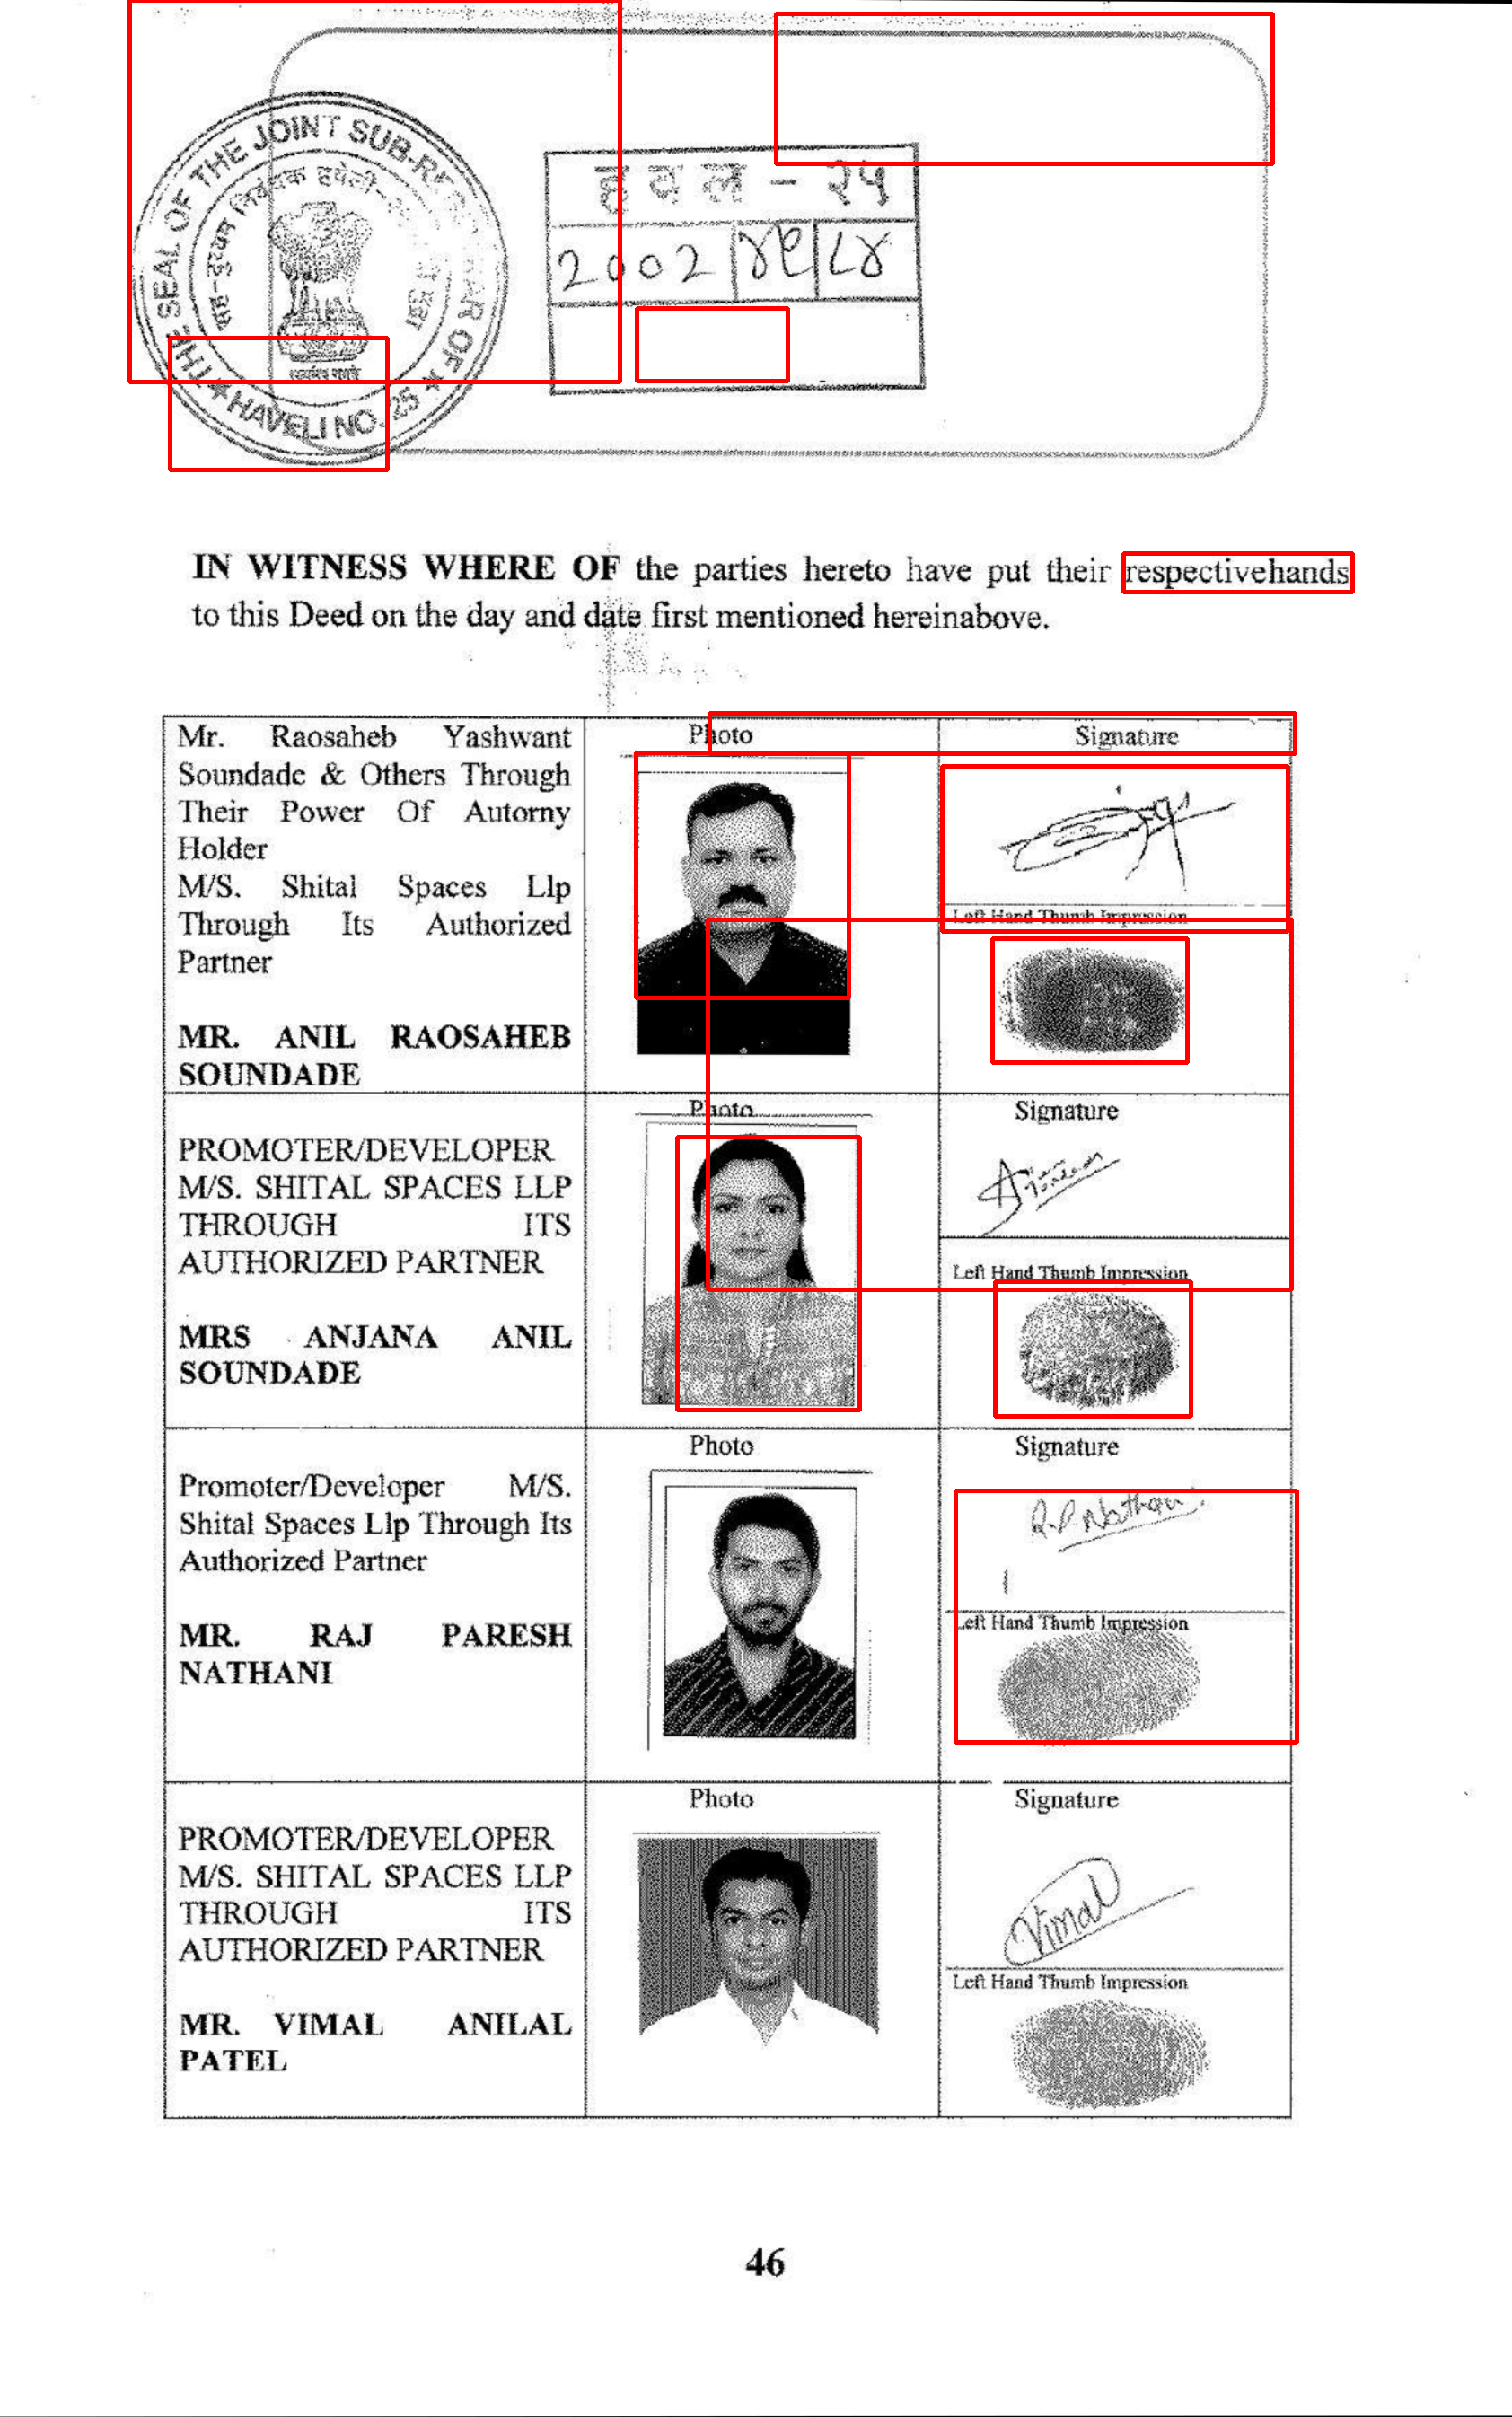 THE SEAL OF THE JOINT SUB-REGISTRAR OF
★ HAVELI NO. 25 ★
सह-दुय्यम निबंधक हवेली-
सत्यमेव जयते
हवल - २५
2002 | ४९ | ८४
IN WITNESS WHERE OF the parties hereto have put their respectivehands
to this Deed on the day and date first mentioned hereinabove.
Mr. Raosaheb Yashwant
Soundade & Others Through
Their Power Of Autorny
Holder
M/S. Shital Spaces Llp
Through Its Authorized
Partner
MR. ANIL RAOSAHEB
SOUNDADE
Photo
Signature
Left Hand Thumb Impression
PROMOTER/DEVELOPER
M/S. SHITAL SPACES LLP
THROUGH ITS
AUTHORIZED PARTNER
MRS ANJANA ANIL
SOUNDADE
Photo
Signature
Left Hand Thumb Impression
Promoter/Developer M/S.
Shital Spaces Llp Through Its
Authorized Partner
MR. RAJ PARESH
NATHANI
Photo
Signature
R.P. Nathani
Left Hand Thumb Impression
PROMOTER/DEVELOPER
M/S. SHITAL SPACES LLP
THROUGH ITS
AUTHORIZED PARTNER
MR. VIMAL ANILAL
PATEL
Photo
Signature
Vimal
Left Hand Thumb Impression
46